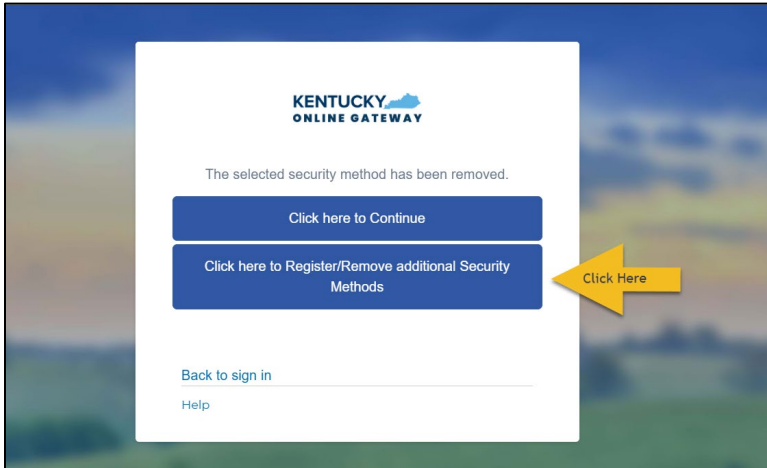 KENTUCKY
ONLINE GATEWAY
The selected security method has been removed.
Click here to Continue
Click here to Register/Remove additional Security
Methods
Click Here
Back to sign in
Help